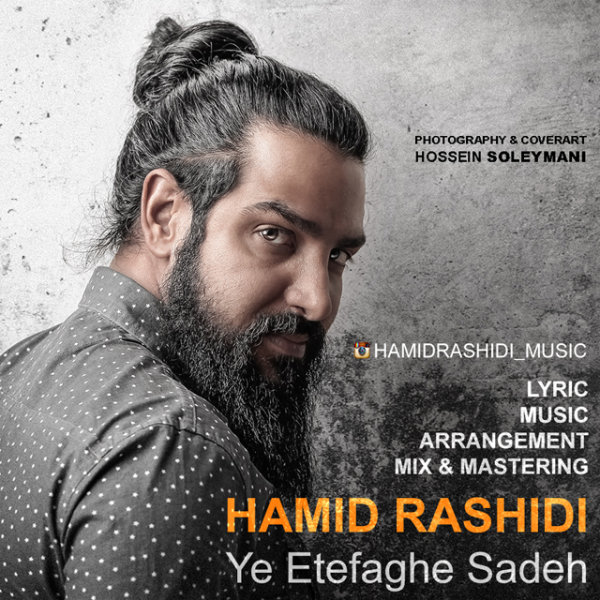 PHOTOGRAPHY & COVERART
HOSSEIN SOLEYMANI
HAMIDRASHIDI_MUSIC
LYRIC
MUSIC
ARRANGEMENT
MIX & MASTERING
HAMID RASHIDI
Ye Etefaghe Sadeh